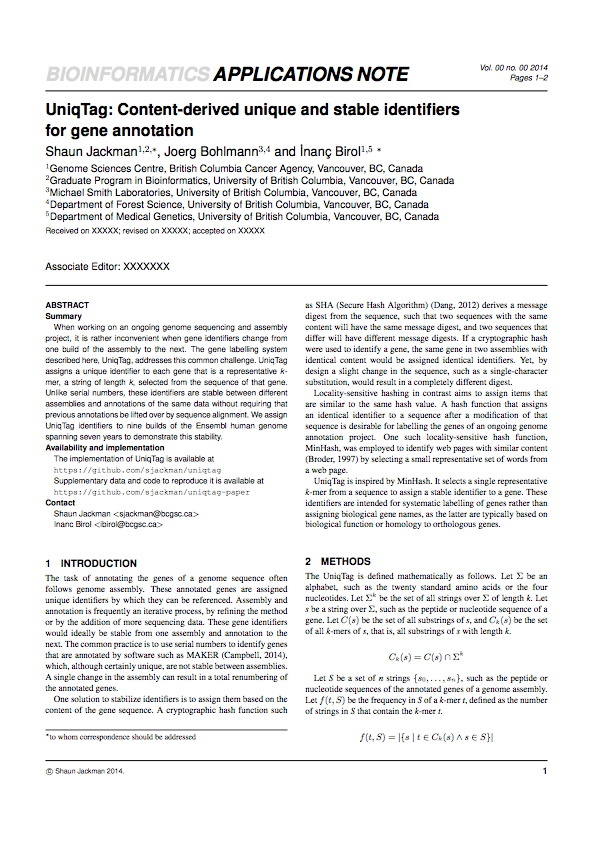 BIOINFORMATICS APPLICATIONS NOTE
Vol. 00 no. 00 2014
Pages 1–2
UniqTag: Content-derived unique and stable identifiers
for gene annotation
Shaun Jackman1,2,∗, Joerg Bohlmann3,4 and İnanç Birol1,5 ∗
1Genome Sciences Centre, British Columbia Cancer Agency, Vancouver, BC, Canada
2Graduate Program in Bioinformatics, University of British Columbia, Vancouver, BC, Canada
3Michael Smith Laboratories, University of British Columbia, Vancouver, BC, Canada
4Department of Forest Science, University of British Columbia, Vancouver, BC, Canada
5Department of Medical Genetics, University of British Columbia, Vancouver, BC, Canada
Received on XXXXX; revised on XXXXX; accepted on XXXXX
Associate Editor: XXXXXXX
ABSTRACT
Summary
When working on an ongoing genome sequencing and assembly
project, it is rather inconvenient when gene identifiers change from
one build of the assembly to the next. The gene labelling system
described here, UniqTag, addresses this common challenge. UniqTag
assigns a unique identifier to each gene that is a representative k-
mer, a string of length k, selected from the sequence of that gene.
Unlike serial numbers, these identifiers are stable between different
assemblies and annotations of the same data without requiring that
previous annotations be lifted over by sequence alignment. We assign
UniqTag identifiers to nine builds of the Ensembl human genome
spanning seven years to demonstrate this stability.
Availability and implementation
The implementation of UniqTag is available at
https://github.com/sjackman/uniqtag
Supplementary data and code to reproduce it is available at
https://github.com/sjackman/uniqtag-paper
Contact
Shaun Jackman <sjackman@bcgsc.ca>
Inanc Birol <ibirol@bcgsc.ca>
1 INTRODUCTION
The task of annotating the genes of a genome sequence often
follows genome assembly. These annotated genes are assigned
unique identifiers by which they can be referenced. Assembly and
annotation is frequently an iterative process, by refining the method
or by the addition of more sequencing data. These gene identifiers
would ideally be stable from one assembly and annotation to the
next. The common practice is to use serial numbers to identify genes
that are annotated by software such as MAKER (Campbell, 2014),
which, although certainly unique, are not stable between assemblies.
A single change in the assembly can result in a total renumbering of
the annotated genes.
One solution to stabilize identifiers is to assign them based on the
content of the gene sequence. A cryptographic hash function such
∗to whom correspondence should be addressed
as SHA (Secure Hash Algorithm) (Dang, 2012) derives a message
digest from the sequence, such that two sequences with the same
content will have the same message digest, and two sequences that
differ will have different message digests. If a cryptographic hash
were used to identify a gene, the same gene in two assemblies with
identical content would be assigned identical identifiers. Yet, by
design a slight change in the sequence, such as a single-character
substitution, would result in a completely different digest.
Locality-sensitive hashing in contrast aims to assign items that
are similar to the same hash value. A hash function that assigns
an identical identifier to a sequence after a modification of that
sequence is desirable for labelling the genes of an ongoing genome
annotation project. One such locality-sensitive hash function,
MinHash, was employed to identify web pages with similar content
(Broder, 1997) by selecting a small representative set of words from
a web page.
UniqTag is inspired by MinHash. It selects a single representative
k-mer from a sequence to assign a stable identifier to a gene. These
identifiers are intended for systematic labelling of genes rather than
assigning biological gene names, as the latter are typically based on
biological function or homology to orthologous genes.
2 METHODS
The UniqTag is defined mathematically as follows. Let Σ be an
alphabet, such as the twenty standard amino acids or the four
nucleotides. Let Σ^k be the set of all strings over Σ of length k. Let
s be a string over Σ, such as the peptide or nucleotide sequence of a
gene. Let C(s) be the set of all substrings of s, and C_k(s) be the set
of all k-mers of s, that is, all substrings of s with length k.
C_k(s) = C(s) ∩ Σ^k
Let S be a set of n strings {s_0, . . . , s_n}, such as the peptide or
nucleotide sequences of the annotated genes of a genome assembly.
Let f(t, S) be the frequency in S of a k-mer t, defined as the number
of strings in S that contain the k-mer t.
f(t, S) = |{s | t ∈ C_k(s) ∧ s ∈ S}|
© Shaun Jackman 2014.
1